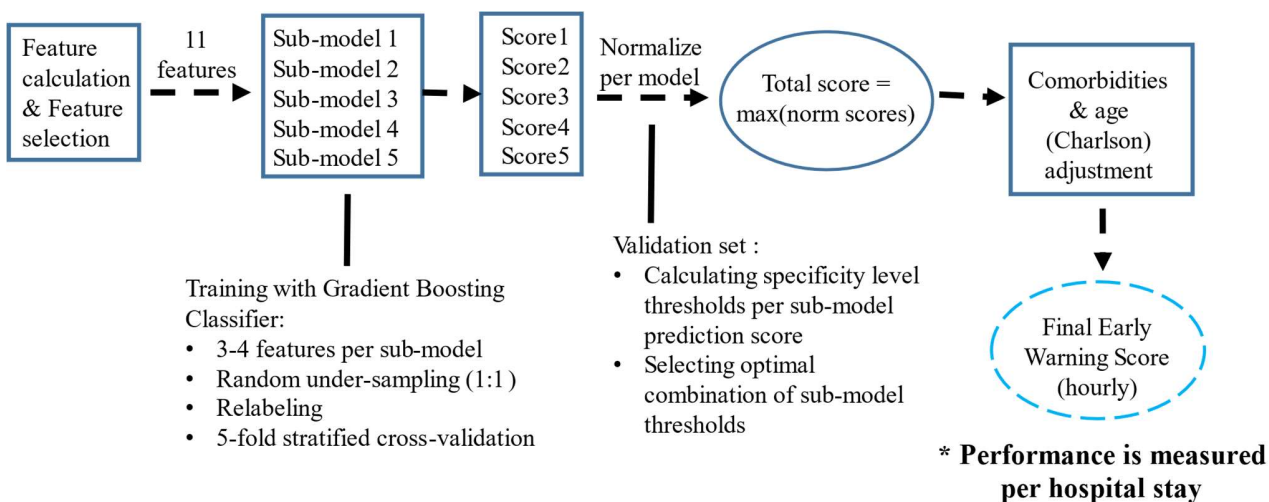 Feature
calculation
& Feature
selection
11
features
Sub-model 1
Sub-model 2
Sub-model 3
Sub-model 4
Sub-model 5
Score1
Score2
Score3
Score4
Score5
Normalize
per model
Total score =
max(norm scores)
Comorbidities
& age
(Charlson)
adjustment
Training with Gradient Boosting
Classifier:
• 3-4 features per sub-model
• Random under-sampling (1:1 )
• Relabeling
• 5-fold stratified cross-validation
Validation set :
• Calculating specificity level
thresholds per sub-model
prediction score
• Selecting optimal
combination of sub-model
thresholds
Final Early
Warning Score
(hourly)
* Performance is measured
per hospital stay